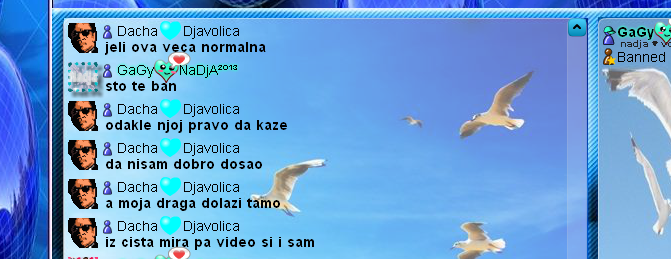 Dacha Djavolica
jeli ova veca normalna
GaGy NaDjA²⁰¹³
sto te ban
Dacha Djavolica
odakle njoj pravo da kaze
Dacha Djavolica
da nisam dobro dosao
Dacha Djavolica
a moja draga dolazi tamo
Dacha Djavolica
iz cista mira pa video si i sam
GaGy
nadja
Banned